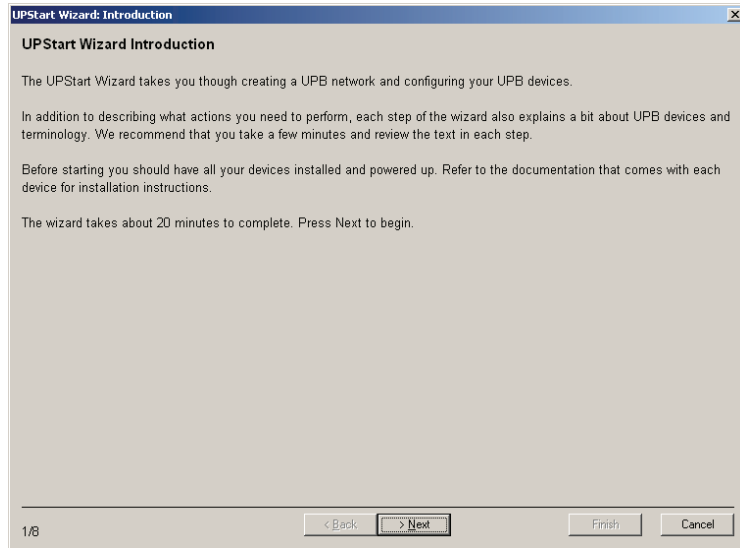 UPStart Wizard: Introduction
UPStart Wizard Introduction
The UPStart Wizard takes you though creating a UPB network and configuring your UPB devices.
In addition to describing what actions you need to perform, each step of the wizard also explains a bit about UPB devices and
terminology. We recommend that you take a few minutes and review the text in each step.
Before starting you should have all your devices installed and powered up. Refer to the documentation that comes with each
device for installation instructions.
The wizard takes about 20 minutes to complete. Press Next to begin.
1/8
< Back
> Next
Finish
Cancel